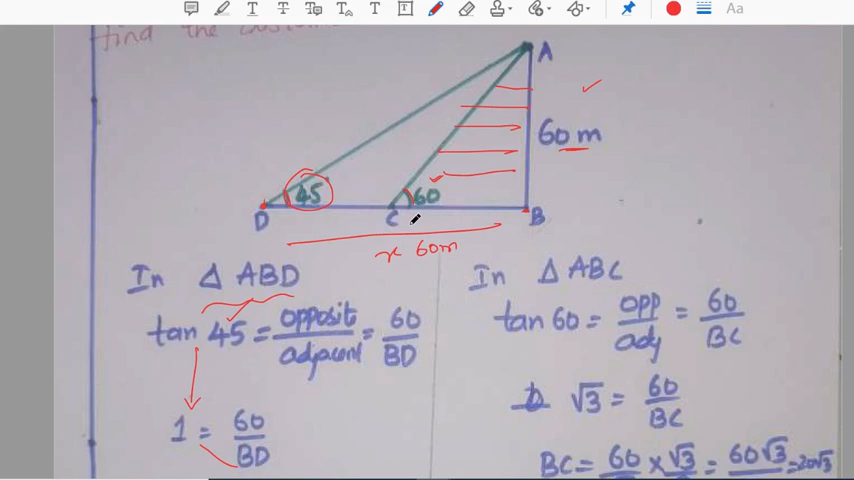 find the
A
60 m
45
60
D
C
B
x 60m
In Δ ABD
tan 45 = opposit/adjacent = 60/BD
1 = 60/BD
In Δ ABC
tan 60 = opp/adj = 60/BC
√3 = 60/BC
BC = 60 × √3 = 60√3 = 20√3